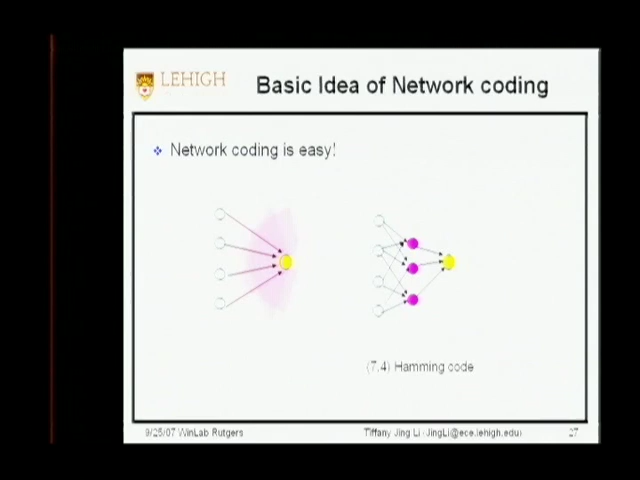 LEHIGH
Basic Idea of Network coding
Network coding is easy!
(7,4) Hamming code
9/25/07 WinLab Rutgers
Tiffany Jing Li (JingLi@ece.lehigh.edu)
27